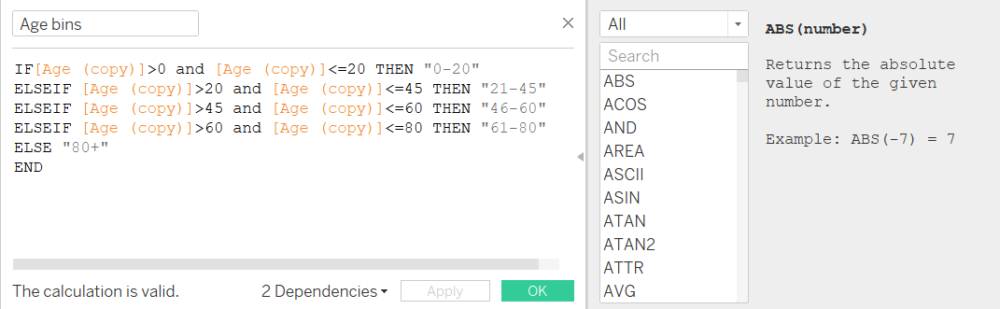 Age bins
IF[Age (copy)]>0 and [Age (copy)]<=20 THEN "0-20"
ELSEIF [Age (copy)]>20 and [Age (copy)]<=45 THEN "21-45"
ELSEIF [Age (copy)]>45 and [Age (copy)]<=60 THEN "46-60"
ELSEIF [Age (copy)]>60 and [Age (copy)]<=80 THEN "61-80"
ELSE "80+"
END
The calculation is valid.
2 Dependencies
Apply
OK
All
Search
ABS
ACOS
AND
AREA
ASCII
ASIN
ATAN
ATAN2
ATTR
AVG
ABS(number)
Returns the absolute
value of the given
number.
Example: ABS(-7) = 7